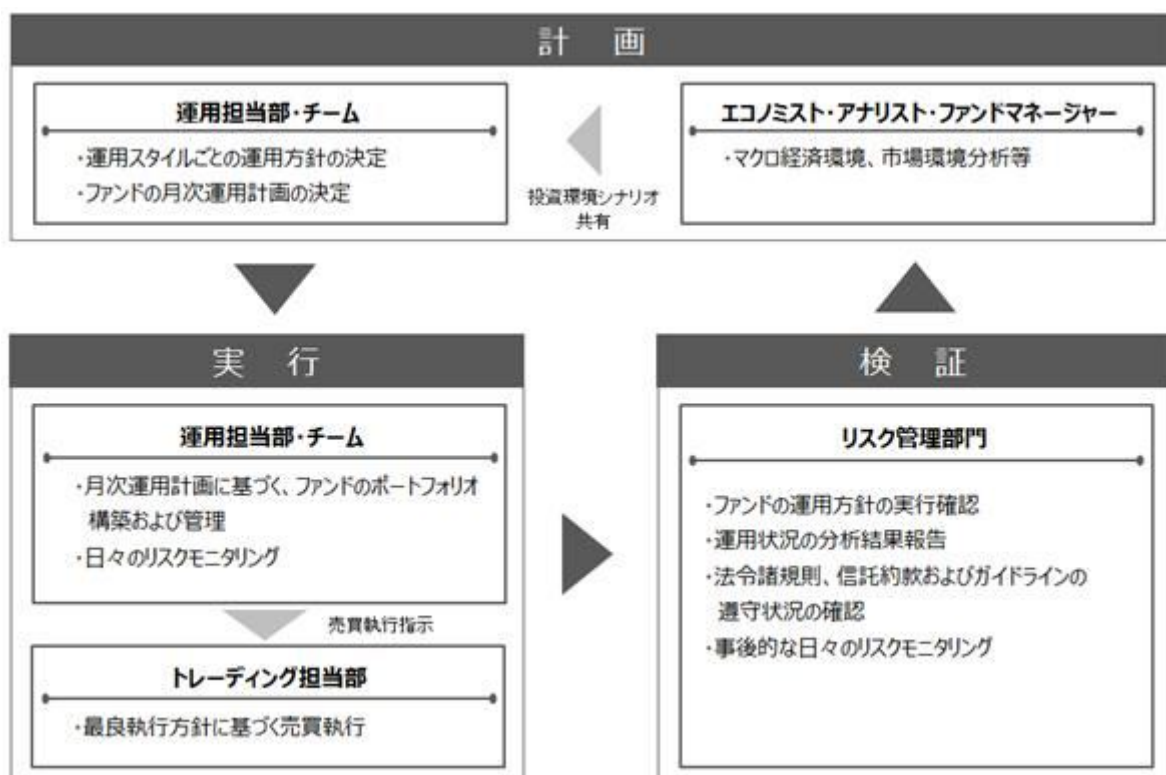 計 画
運用担当部・チーム
・運用スタイルごとの運用方針の決定
・ファンドの月次運用計画の決定
投資環境シナリオ
共有
エコノミスト・アナリスト・ファンドマネージャー
・マクロ経済環境、市場環境分析等
実 行
運用担当部・チーム
・月次運用計画に基づく、ファンドのポートフォリオ
構築および管理
・日々のリスクモニタリング
売買執行指示
トレーディング担当部
・最良執行方針に基づく売買執行
検 証
リスク管理部門
・ファンドの運用方針の実行確認
・運用状況の分析結果報告
・法令諸規則、信託約款およびガイドラインの
遵守状況の確認
・事後的な日々のリスクモニタリング